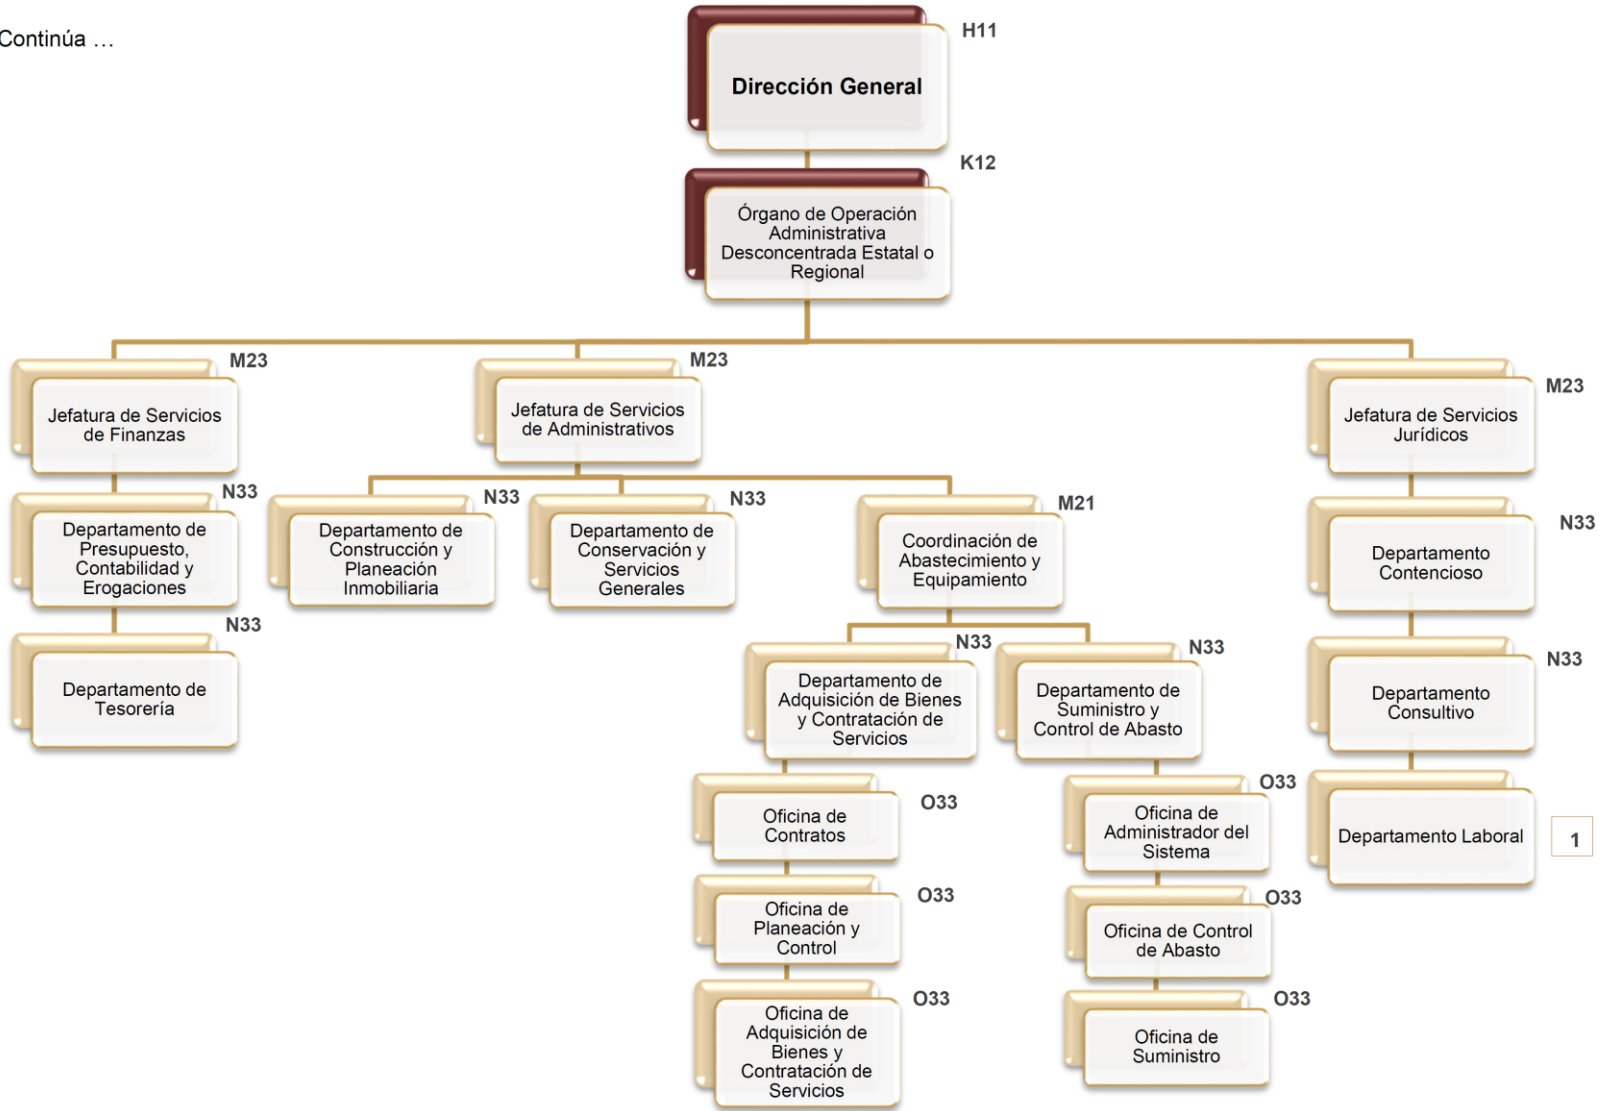 Continúa …
H11
Dirección General
K12
Órgano de Operación
Administrativa
Desconcentrada Estatal o
Regional
M23
Jefatura de Servicios
de Finanzas
M23
Jefatura de Servicios
de Administrativos
M23
Jefatura de Servicios
Jurídicos
N33
Departamento de
Presupuesto,
Contabilidad y
Erogaciones
N33
Departamento de
Construcción y
Planeación
Inmobiliaria
N33
Departamento de
Conservación y
Servicios
Generales
M21
Coordinación de
Abastecimiento y
Equipamiento
N33
Departamento
Contencioso
N33
Departamento de
Tesorería
N33
Departamento de
Adquisición de Bienes
y Contratación de
Servicios
N33
Departamento de
Suministro y
Control de Abasto
N33
Departamento
Consultivo
O33
Oficina de
Contratos
O33
Oficina de
Administrador del
Sistema
Departamento Laboral
1
O33
Oficina de
Planeación y
Control
O33
Oficina de Control
de Abasto
O33
Oficina de
Adquisición de
Bienes y
Contratación de
Servicios
O33
Oficina de
Suministro